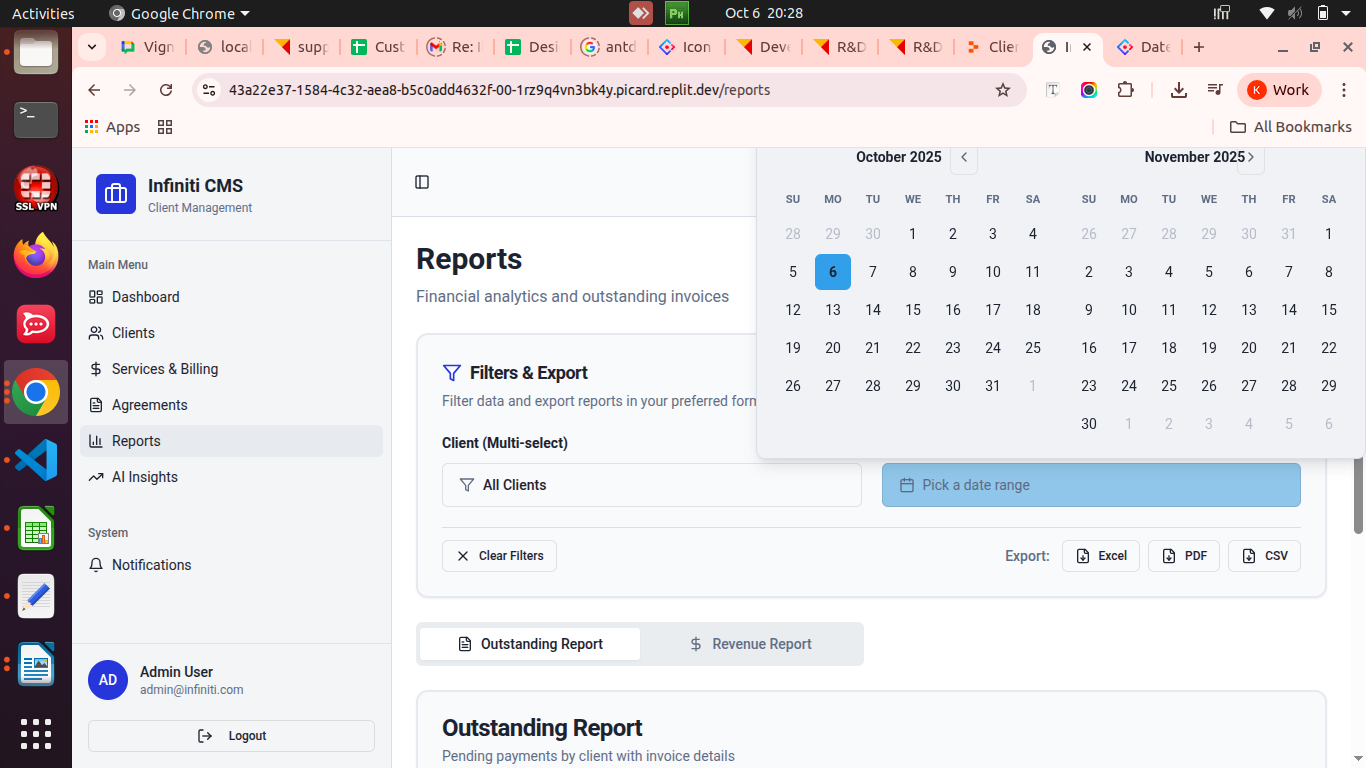 Activities Google Chrome Oct 6 20:28
Vign local supp Cust Re: I Desi antd Icon Deve R&D R&D Clie Date
43a22e37-1584-4c32-aea8-b5c0add4632f-00-1rz9q4vn3bk4y.picard.replit.dev/reports K Work
Apps All Bookmarks
>_
SSL VPN
Infiniti CMS
Client Management
Main Menu
Dashboard
Clients
Services & Billing
Agreements
Reports
AI Insights
System
Notifications
AD Admin User
admin@infiniti.com
Logout
Reports
Financial analytics and outstanding invoices
Filters & Export
Filter data and export reports in your preferred form
Client (Multi-select)
All Clients
October 2025 November 2025
SU MO TU WE TH FR SA SU MO TU WE TH FR SA
28 29 30 1 2 3 4 26 27 28 29 30 31 1
5 6 7 8 9 10 11 2 3 4 5 6 7 8
12 13 14 15 16 17 18 9 10 11 12 13 14 15
19 20 21 22 23 24 25 16 17 18 19 20 21 22
26 27 28 29 30 31 1 23 24 25 26 27 28 29
30 1 2 3 4 5 6
Pick a date range
Clear Filters Export: Excel PDF CSV
Outstanding Report Revenue Report
Outstanding Report
Pending payments by client with invoice details